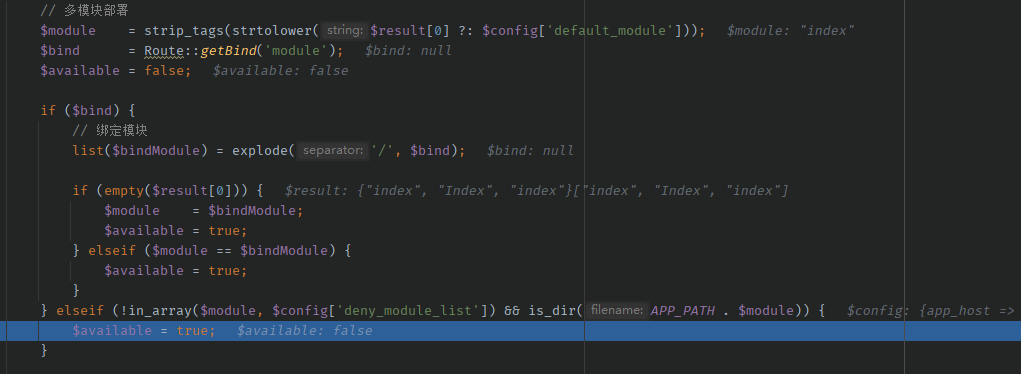 // 多模块部署
$module    = strip_tags(strtolower( string: $result[0] ?: $config['default_module']));   $module: "index"
$bind      = Route::getBind('module');   $bind: null
$available = false;   $available: false
if ($bind) {
// 绑定模块
list($bindModule) = explode( separator: '/', $bind);   $bind: null
if (empty($result[0])) {   $result: {"index", "Index", "index"}["index", "Index", "index"]
$module    = $bindModule;
$available = true;
} elseif ($module == $bindModule) {
$available = true;
}
} elseif (!in_array($module, $config['deny_module_list']) && is_dir( filename: APP_PATH . $module)) {   $config: {app_host =>
$available = true;   $available: false
}